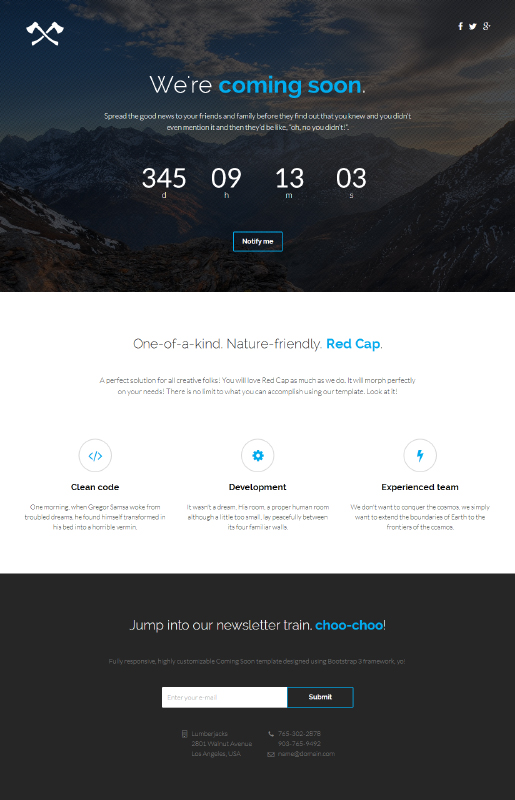 We're coming soon.
Spread the good news to your friends and family before they find out that you knew and you didn't
even mention it and then they'd be like, "oh, no you didn't!".
345 09 13 03
d h m s
Notify me
One-of-a-kind. Nature-friendly. Red Cap.
A perfect solution for all creative folks! You will love Red Cap as much as we do. It will morph perfectly
on your needs! There is no limit to what you can accomplish using our template. Look at it!
Clean code
One morning, when Gregor Samsa woke from
troubled dreams, he found himself transformed in
his bed into a horrible vermin.
Development
It wasn't a dream. His room, a proper human room
although a little too small, lay peacefully between
its four familiar walls.
Experienced team
We don't want to conquer the cosmos, we simply
want to extend the boundaries of Earth to the
frontiers of the cosmos.
Jump into our newsletter train, choo-choo!
Fully responsive, highly customizable Coming Soon template designed using Bootstrap 3 framework, yo!
Enter your e-mail
Submit
Lumberjacks
2801 Walnut Avenue
Los Angeles, USA
765-302-2878
903-765-9492
name@domain.com